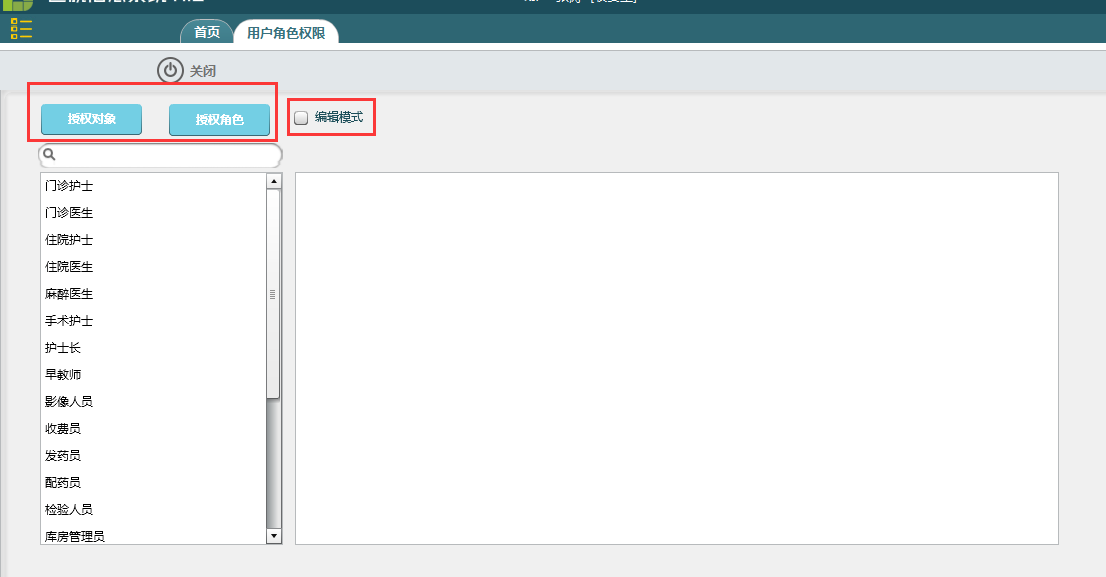 首页 用户角色权限
关闭
授权对象 授权角色 编辑模式
门诊护士
门诊医生
住院护士
住院医生
麻醉医生
手术护士
护士长
早教师
影像人员
收费员
发药员
配药员
检验人员
库房管理员